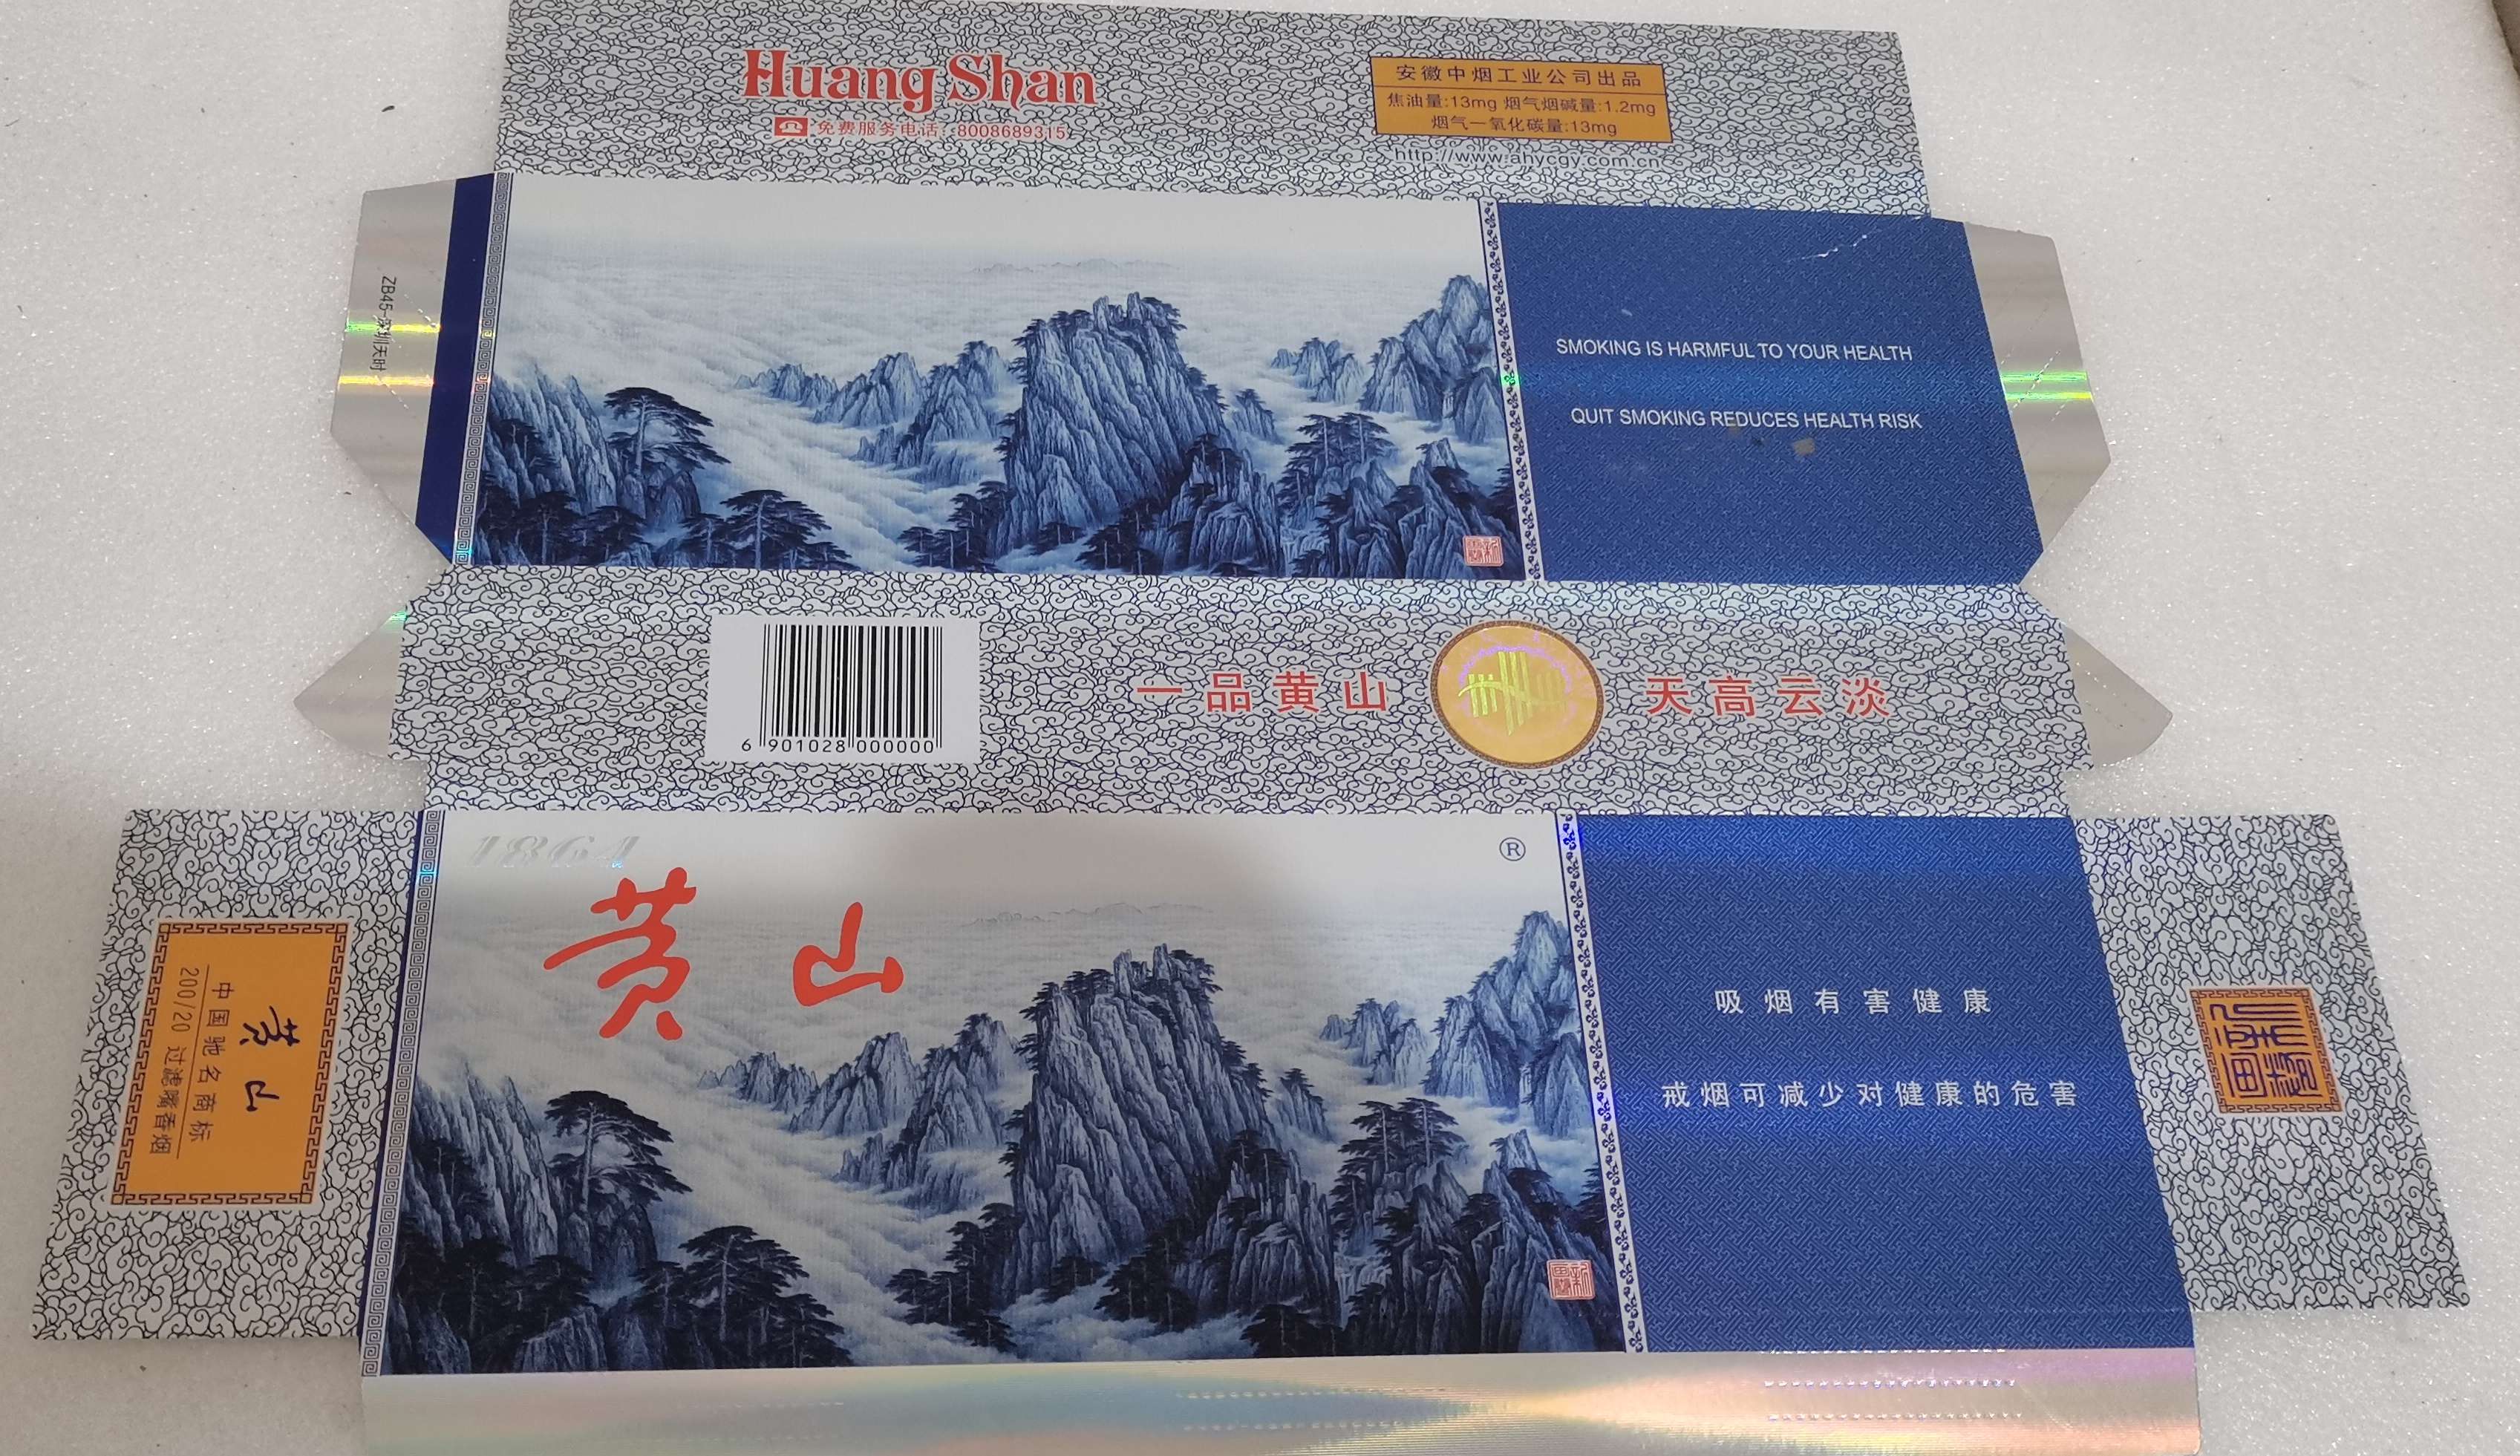 Huang Shan
免费服务电话：8008689315
安徽中烟工业公司出品
焦油量:13mg 烟气烟碱量:1.2mg
烟气一氧化碳量:13mg
http://www.ahycgy.com.cn
ZB45-深圳天时
SMOKING IS HARMFUL TO YOUR HEALTH
QUIT SMOKING REDUCES HEALTH RISK
6 901028 000000
一品黄山 天高云淡
®
黄山
吸烟有害健康
戒烟可减少对健康的危害
黄山
中国驰名商标
200/20 过滤嘴香烟